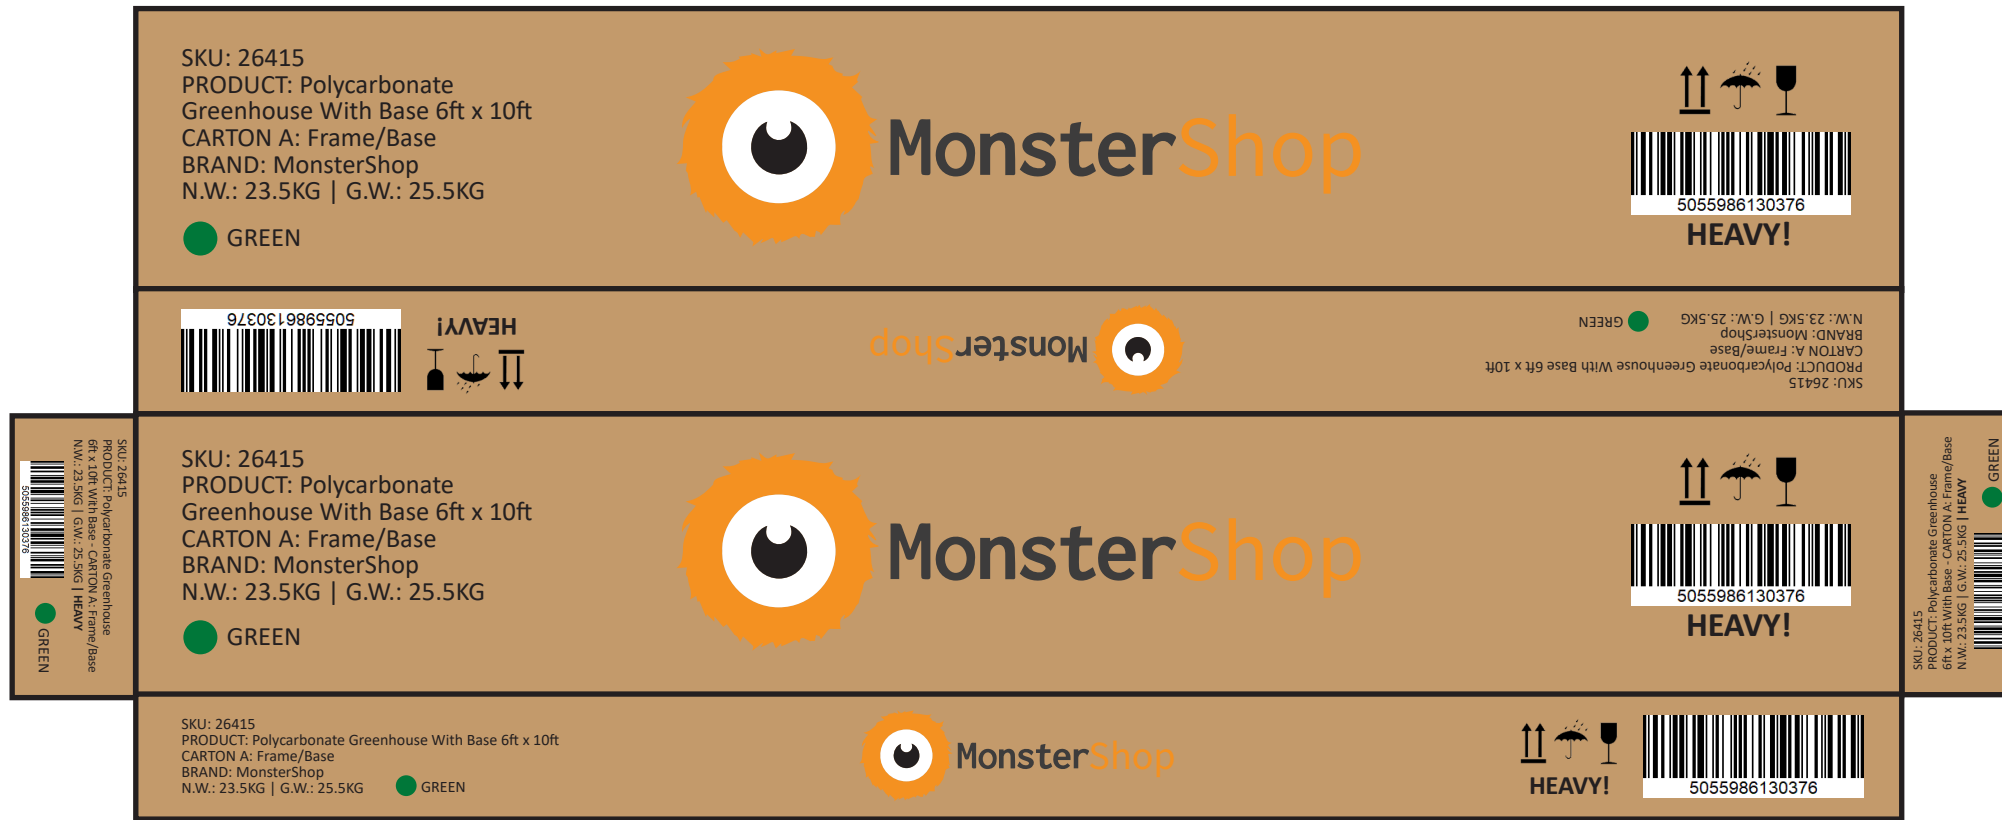 SKU: 26415
PRODUCT: Polycarbonate
Greenhouse With Base 6ft x 10ft
CARTON A: Frame/Base
BRAND: MonsterShop
N.W.: 23.5KG | G.W.: 25.5KG
GREEN
MonsterShop
5055986130376
HEAVY!
5055986130376
HEAVY!
MonsterShop
SKU: 26415
PRODUCT: Polycarbonate Greenhouse With Base 6ft x 10ft
CARTON A: Frame/Base
BRAND: MonsterShop
N.W.: 23.5KG | G.W.: 25.5KG
GREEN
SKU: 26415
PRODUCT: Polycarbonate Greenhouse
6ft x 10ft With Base - CARTON A: Frame/Base
N.W.: 23.5KG | G.W.: 25.5KG | HEAVY
5055986130376
GREEN
SKU: 26415
PRODUCT: Polycarbonate
Greenhouse With Base 6ft x 10ft
CARTON A: Frame/Base
BRAND: MonsterShop
N.W.: 23.5KG | G.W.: 25.5KG
GREEN
MonsterShop
5055986130376
HEAVY!
SKU: 26415
PRODUCT: Polycarbonate Greenhouse
6ft x 10ft With Base - CARTON A: Frame/Base
N.W.: 23.5KG | G.W.: 25.5KG | HEAVY
GREEN
SKU: 26415
PRODUCT: Polycarbonate Greenhouse With Base 6ft x 10ft
CARTON A: Frame/Base
BRAND: MonsterShop
N.W.: 23.5KG | G.W.: 25.5KG
GREEN
MonsterShop
HEAVY!
5055986130376